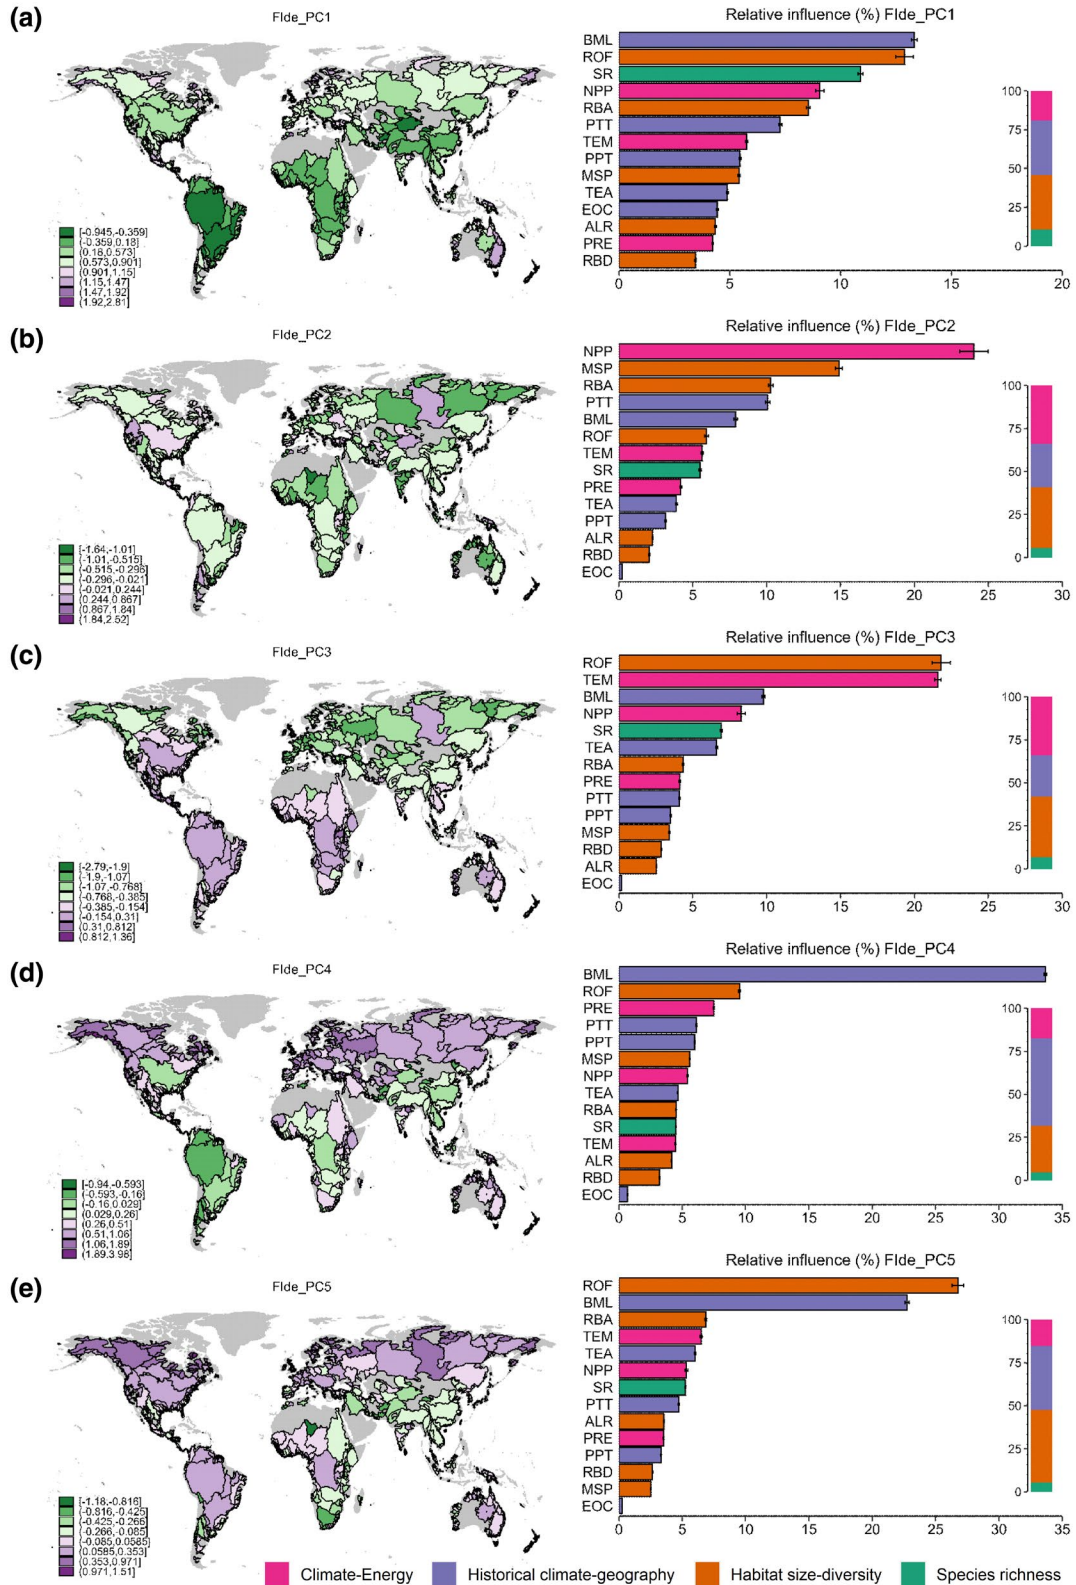 (a)
FIde_PC1
[-0.945,-0.359]
(-0.359,0.18]
(0.18,0.573]
(0.573,0.901]
(0.901,1.15]
(1.15,1.47]
(1.47,1.92]
(1.92,2.81]
Relative influence (%) FIde_PC1
BML
ROF
SR
NPP
RBA
PTT
TEM
PPT
MSP
TEA
EOC
ALR
PRE
RBD
0 5 10 15 20
100
75
50
25
0
(b)
FIde_PC2
[-1.64,-1.01]
(-1.01,-0.515]
(-0.515,-0.296]
(-0.296,-0.021]
(-0.021,0.244]
(0.244,0.867]
(0.867,1.84]
(1.84,2.52]
Relative influence (%) FIde_PC2
NPP
MSP
RBA
PTT
BML
ROF
TEM
SR
PRE
TEA
PPT
ALR
RBD
EOC
0 5 10 15 20 25 30
100
75
50
25
0
(c)
FIde_PC3
[-2.79,-1.9]
(-1.9,-1.07]
(-1.07,-0.768]
(-0.768,-0.385]
(-0.385,-0.154]
(-0.154,0.31]
(0.31,0.812]
(0.812,1.36]
Relative influence (%) FIde_PC3
ROF
TEM
BML
NPP
SR
TEA
RBA
PRE
PTT
PPT
MSP
RBD
ALR
EOC
0 5 10 15 20 25 30
100
75
50
25
0
(d)
FIde_PC4
[-0.94,-0.593]
(-0.593,-0.16]
(-0.16,0.029]
(0.029,0.26]
(0.26,0.51]
(0.51,1.06]
(1.06,1.89]
(1.89,3.98]
Relative influence (%) FIde_PC4
BML
ROF
PRE
PTT
PPT
MSP
NPP
TEA
RBA
SR
TEM
ALR
RBD
EOC
0 5 10 15 20 25 30 35
100
75
50
25
0
(e)
FIde_PC5
[-1.18,-0.816]
(-0.816,-0.425]
(-0.425,-0.266]
(-0.266,-0.085]
(-0.085,0.0585]
(0.0585,0.353]
(0.353,0.971]
(0.971,1.51]
Relative influence (%) FIde_PC5
ROF
BML
RBA
TEM
TEA
NPP
SR
PTT
ALR
PRE
PPT
RBD
MSP
EOC
0 5 10 15 20 25 30 35
100
75
50
25
0
Climate-Energy Historical climate-geography Habitat size-diversity Species richness